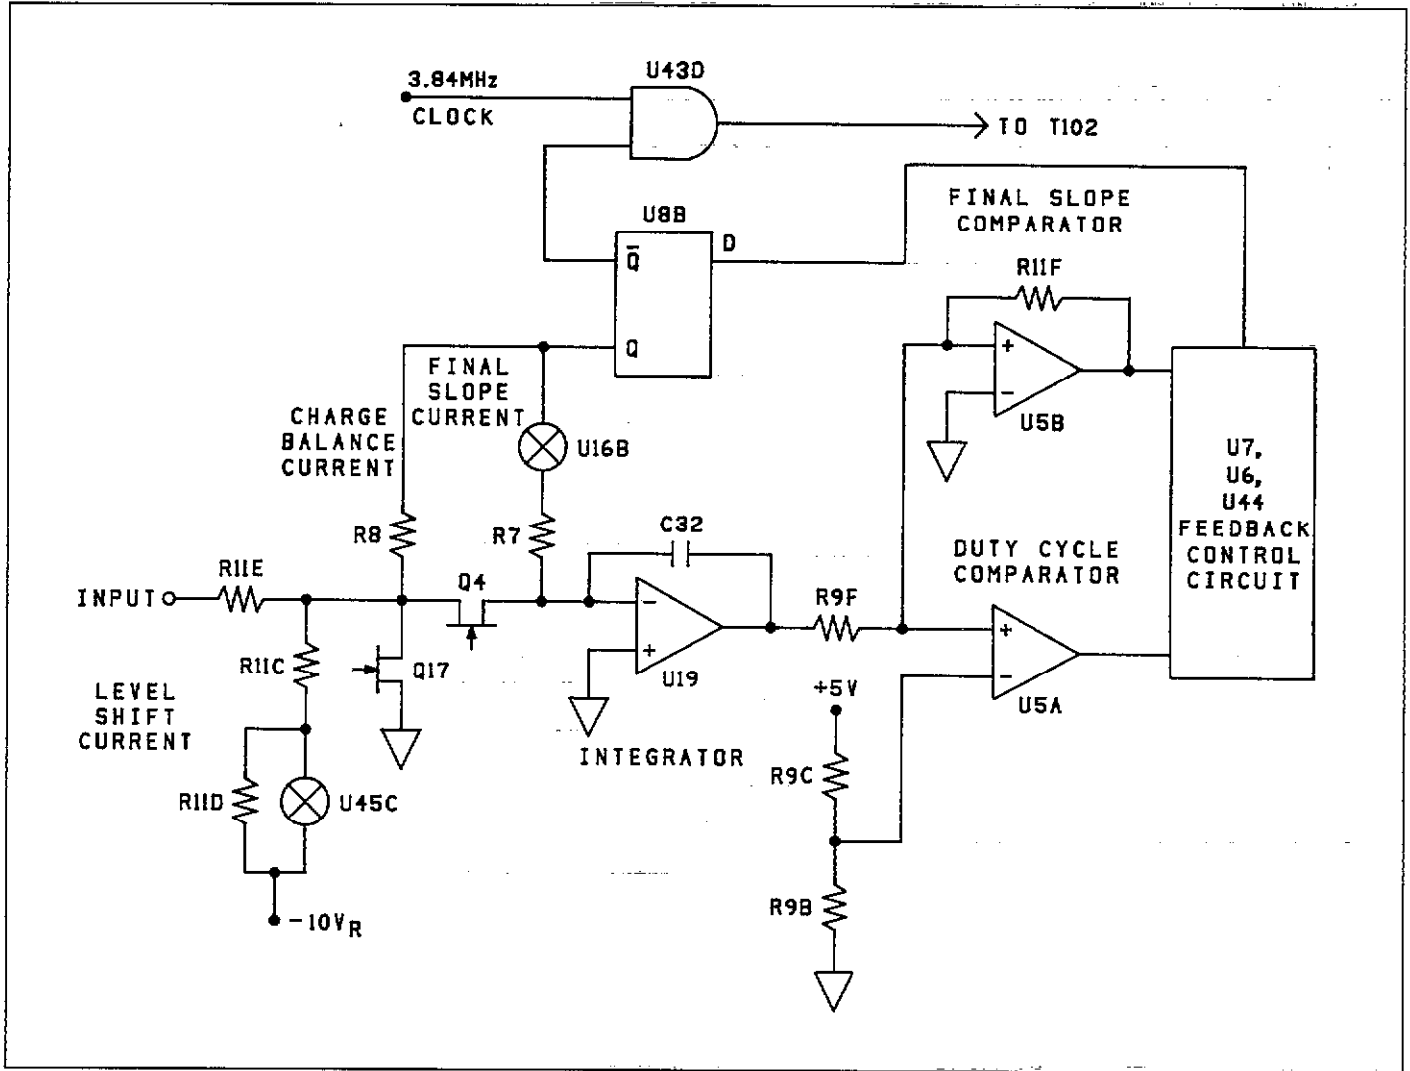 3.84MHz
CLOCK
U43D
TO T102
U8B
D
Q̅
Q
FINAL SLOPE
COMPARATOR
R11F
+
−
U5B
FINAL
SLOPE
CURRENT
CHARGE
BALANCE
CURRENT
U16B
U7,
U6,
U44
FEEDBACK
CONTROL
CIRCUIT
R8
R7
C32
DUTY CYCLE
COMPARATOR
INPUT
R11E
Q4
−
+
U19
R9F
+
−
U5A
R11C
Q17
LEVEL
SHIFT
CURRENT
INTEGRATOR
+5V
R9C
R11D
U45C
R9B
-10VR